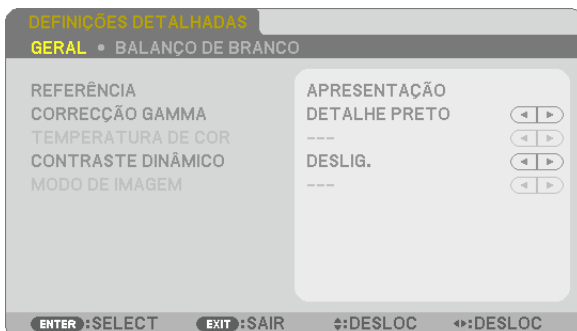 DEFINIÇÕES DETALHADAS
GERAL • BALANÇO DE BRANCO
REFERÊNCIA APRESENTAÇÃO
CORRECÇÃO GAMMA DETALHE PRETO
TEMPERATURA DE COR ---
CONTRASTE DINÂMICO DESLIG.
MODO DE IMAGEM ---
ENTER :SELECT EXIT :SAIR :DESLOC :DESLOC